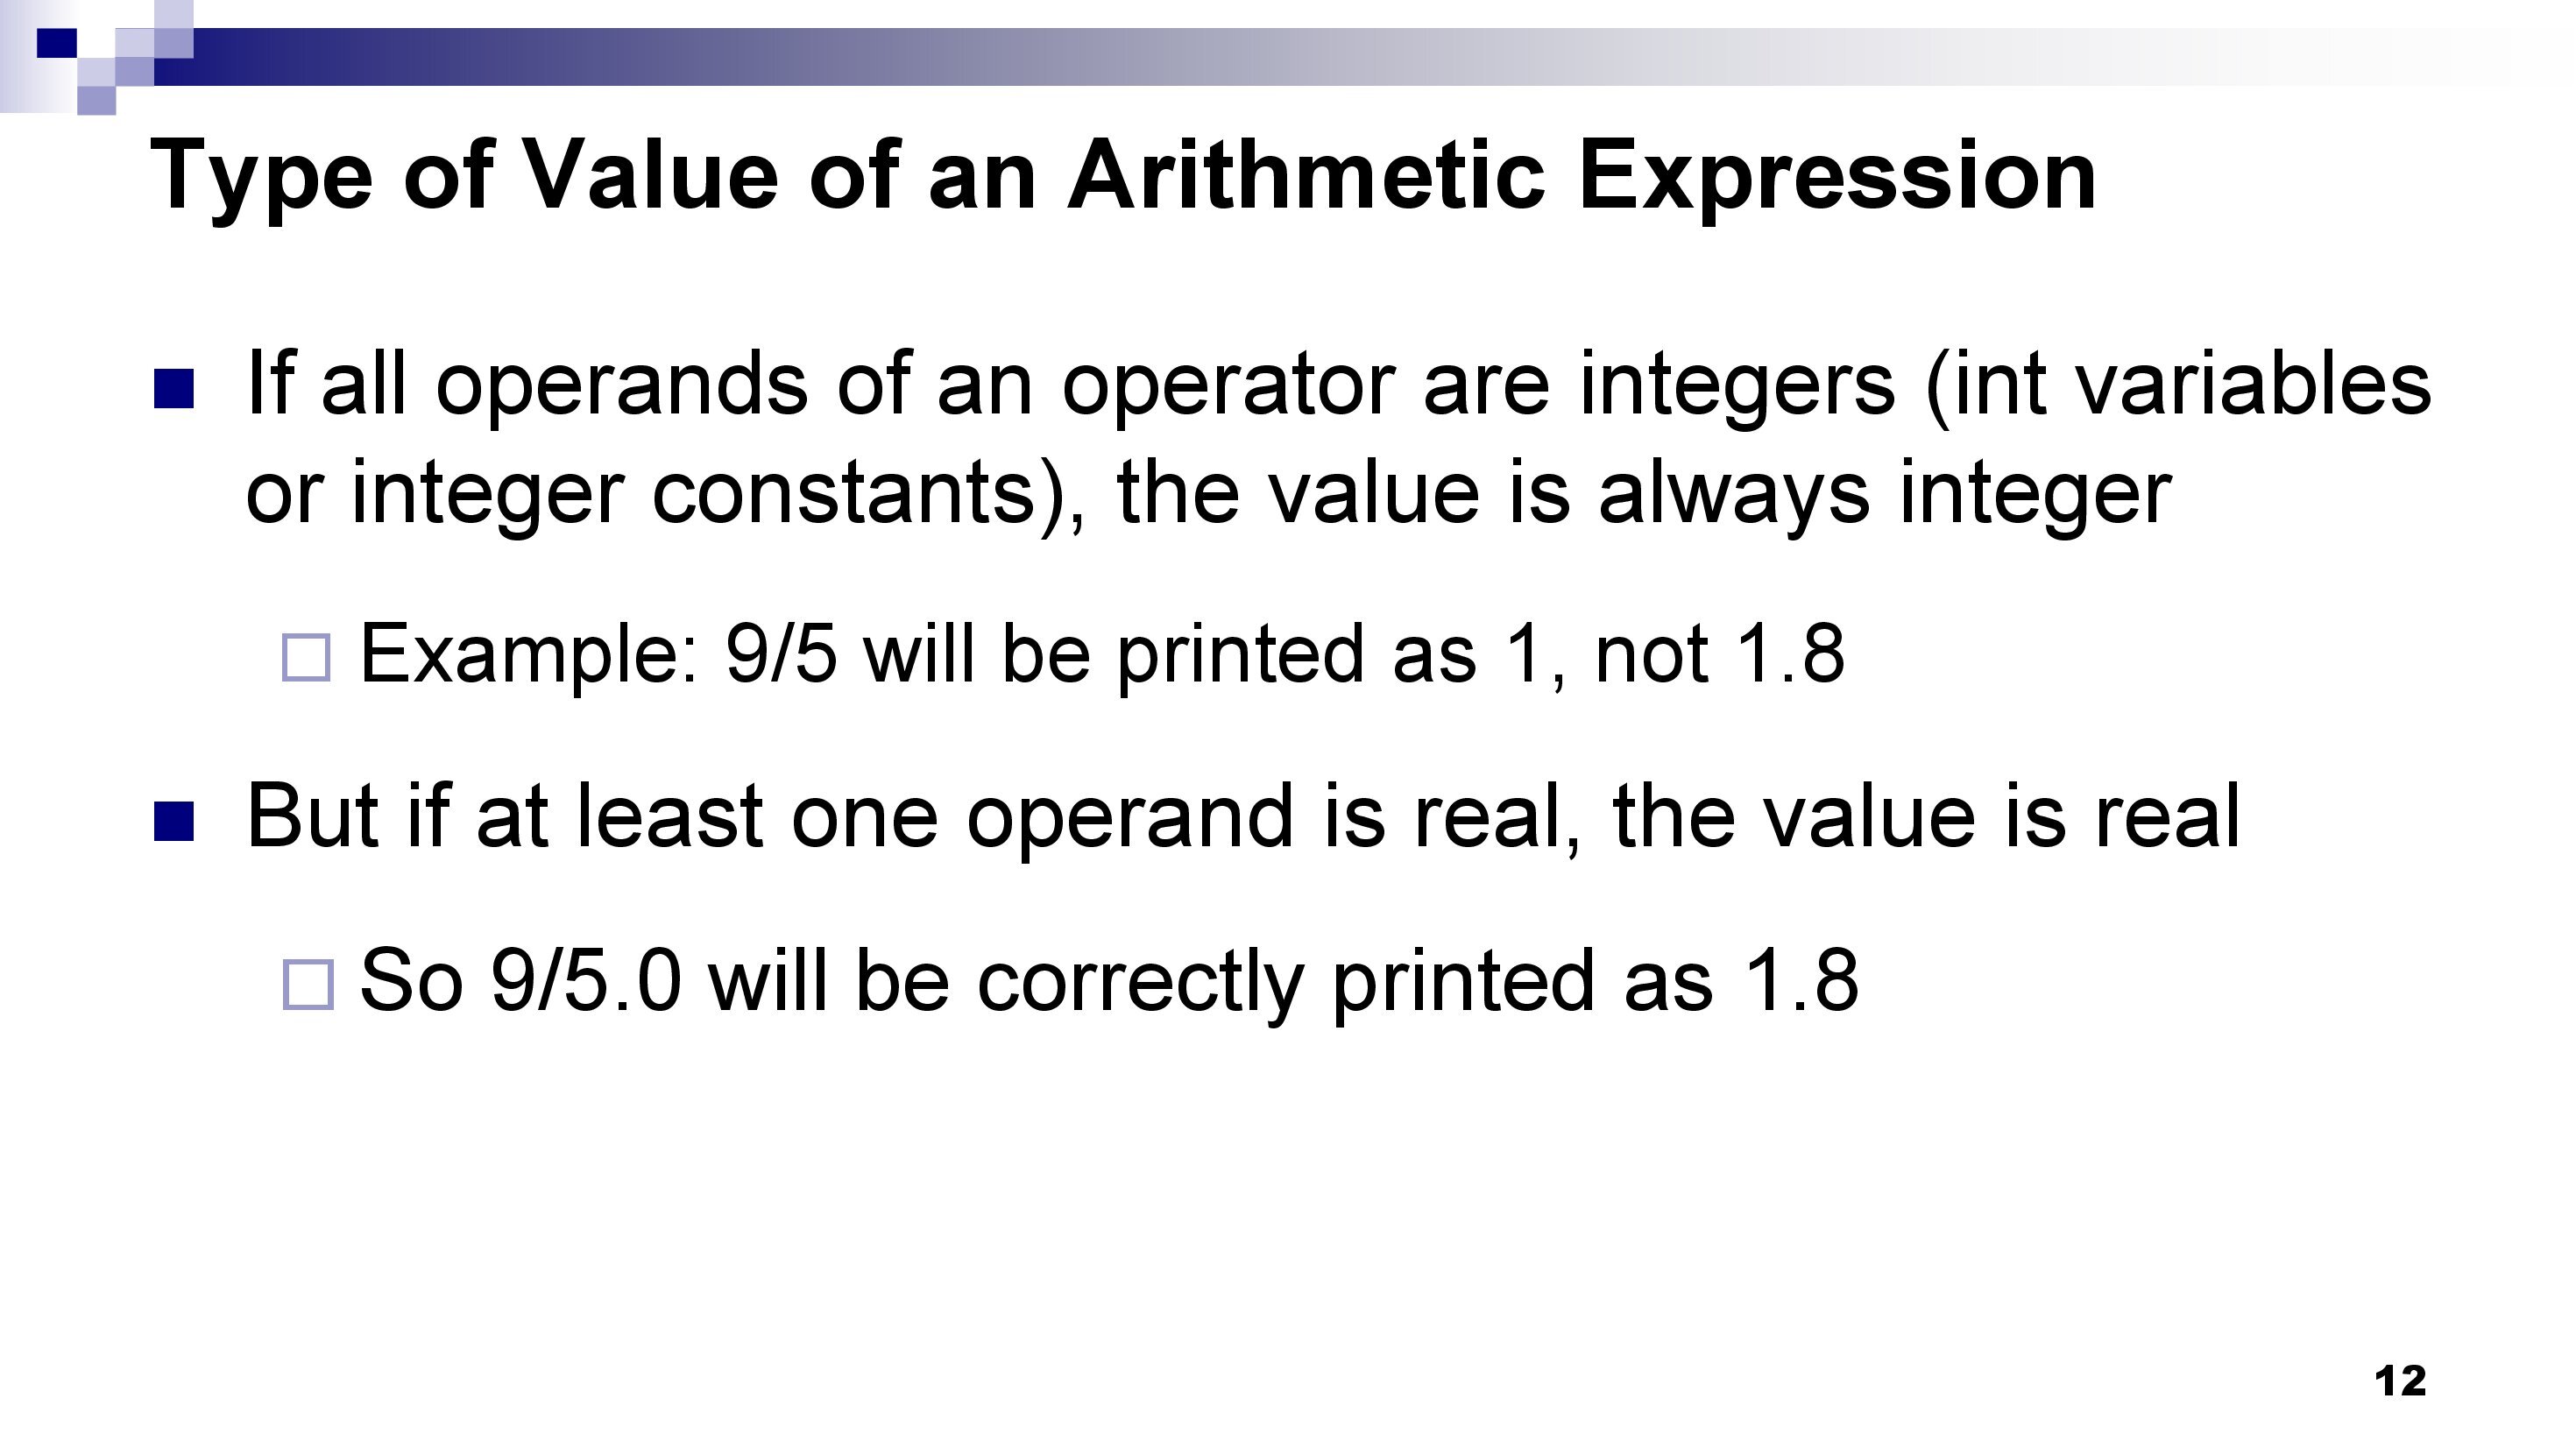 Type of Value of an Arithmetic Expression
If all operands of an operator are integers (int variables
or integer constants), the value is always integer
Example: 9/5 will be printed as 1, not 1.8
But if at least one operand is real, the value is real
So 9/5.0 will be correctly printed as 1.8
12